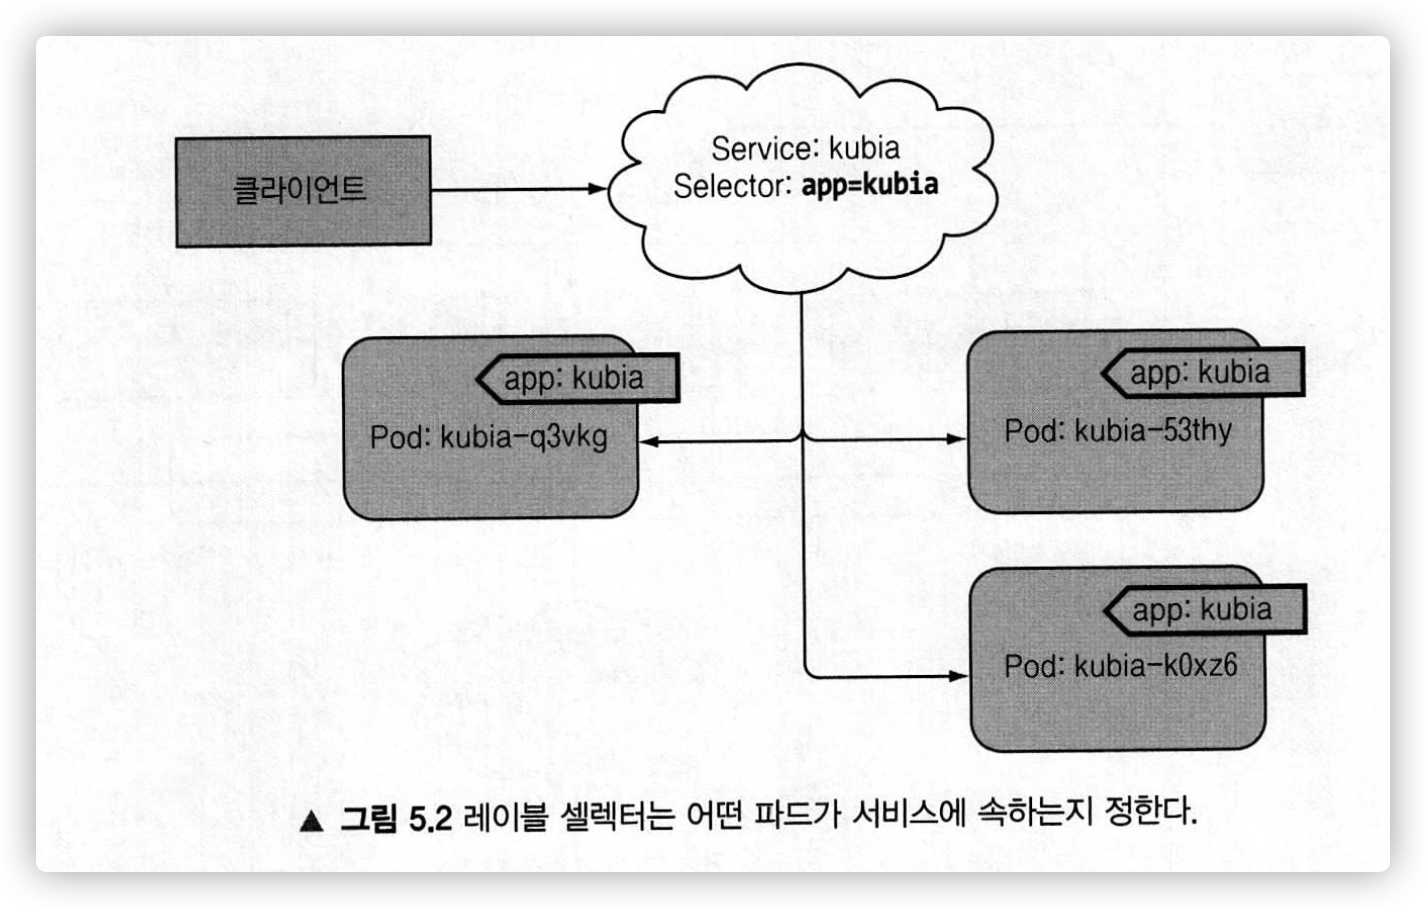 클라이언트
Service: kubia
Selector: app=kubia
app: kubia
Pod: kubia-q3vkg
app: kubia
Pod: kubia-53thy
app: kubia
Pod: kubia-k0xz6
▲ 그림 5.2 레이블 셀렉터는 어떤 파드가 서비스에 속하는지 정한다.